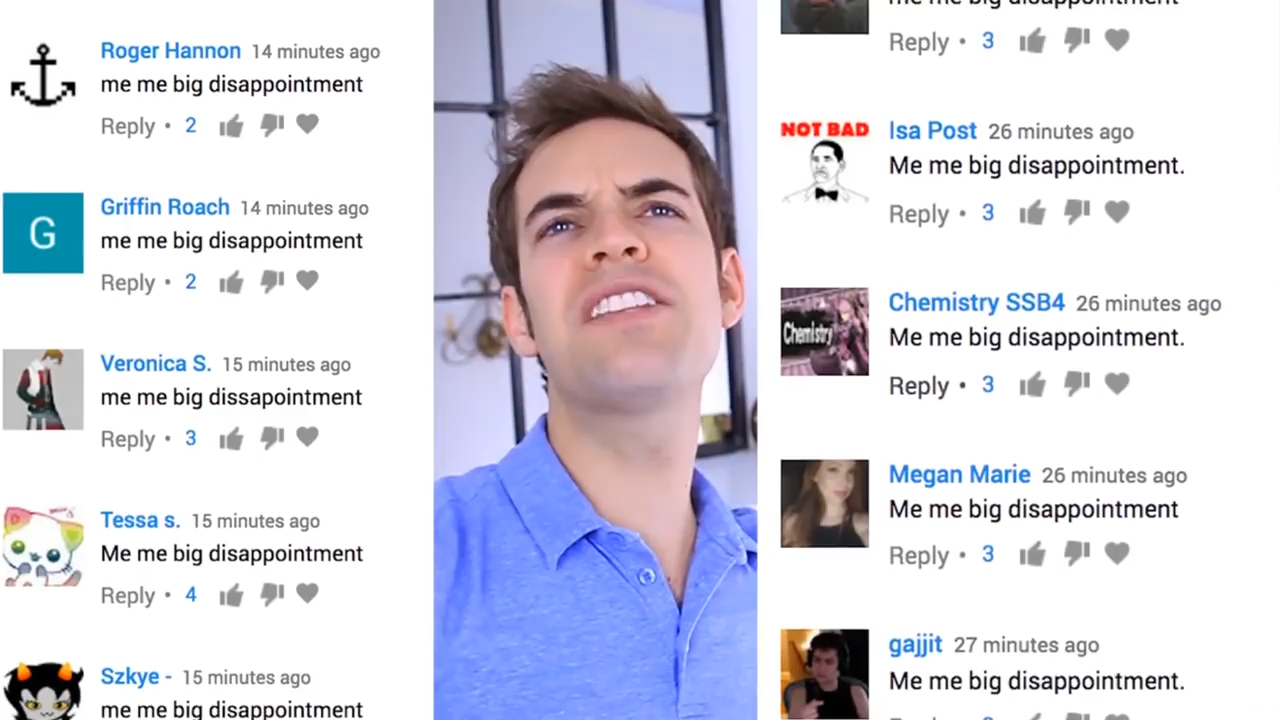 Roger Hannon 14 minutes ago
me me big disappointment
Reply • 2
G
Griffin Roach 14 minutes ago
me me big disappointment
Reply • 2
Veronica S. 15 minutes ago
me me big dissapointment
Reply • 3
Tessa s. 15 minutes ago
Me me big disappointment
Reply • 4
Szkye - 15 minutes ago
me me big disappointment
me me big disappointment
Reply • 3
NOT BAD
Isa Post 26 minutes ago
Me me big disappointment.
Reply • 3
Chemistry
Chemistry SSB4 26 minutes ago
Me me big disappointment.
Reply • 3
Megan Marie 26 minutes ago
Me me big disappointment
Reply • 3
gajjit 27 minutes ago
Me me big disappointment.